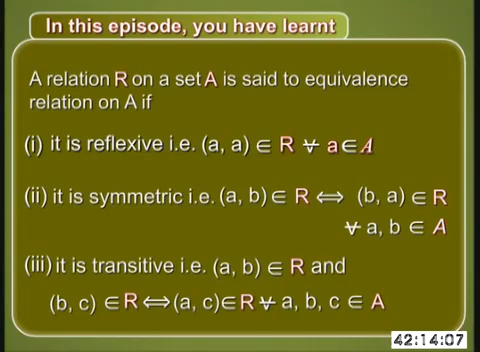 In this episode, you have learnt
A relation R on a set A is said to equivalence
relation on A if
(i) it is reflexive i.e. (a, a) ∈ R ∀ a ∈ A
(ii) it is symmetric i.e. (a, b) ∈ R ⟺ (b, a) ∈ R
∀ a, b ∈ A
(iii) it is transitive i.e. (a, b) ∈ R and
(b, c) ∈ R ⟺ (a, c) ∈ R ∀ a, b, c ∈ A
42:14:07